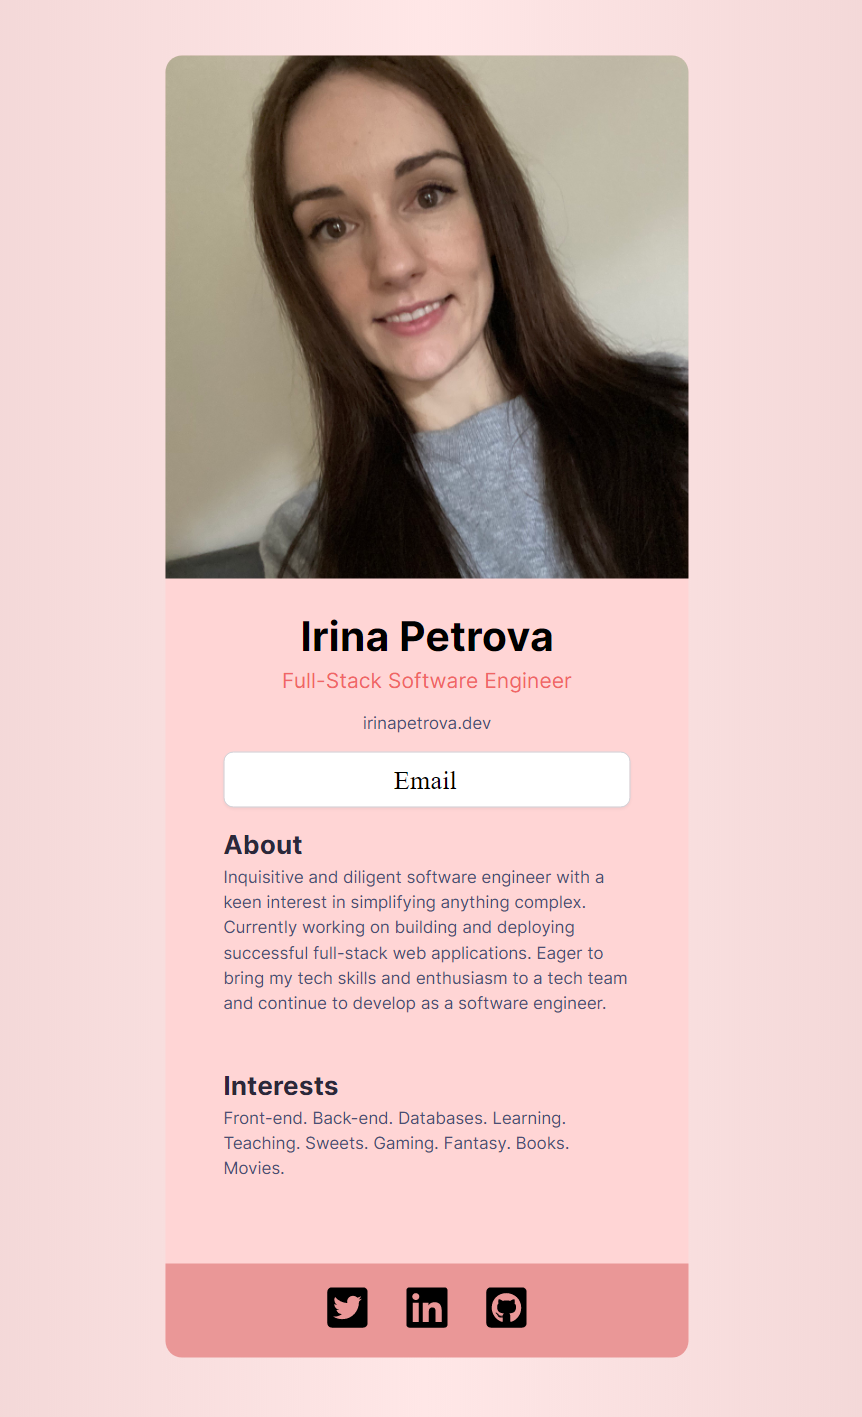 Irina Petrova
Full-Stack Software Engineer
irinapetrova.dev
Email
About
Inquisitive and diligent software engineer with a
keen interest in simplifying anything complex.
Currently working on building and deploying
successful full-stack web applications. Eager to
bring my tech skills and enthusiasm to a tech team
and continue to develop as a software engineer.
Interests
Front-end. Back-end. Databases. Learning.
Teaching. Sweets. Gaming. Fantasy. Books.
Movies.
in